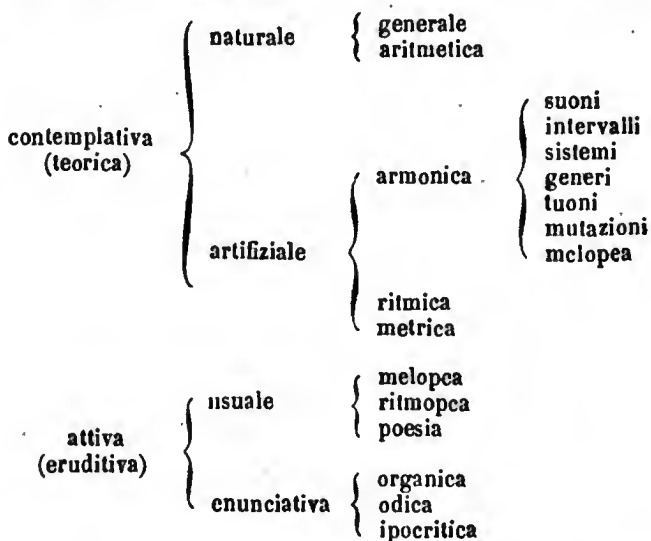 contemplativa
(teorica)
naturale
generale
aritmetica
artifiziale
armonica
suoni
intervalli
sistemi
generi
tuoni
mutazioni
melopea
ritmica
metrica
attiva
(eruditiva)
usuale
melopea
ritmopea
poesia
enunciativa
organica
odica
ipocritica